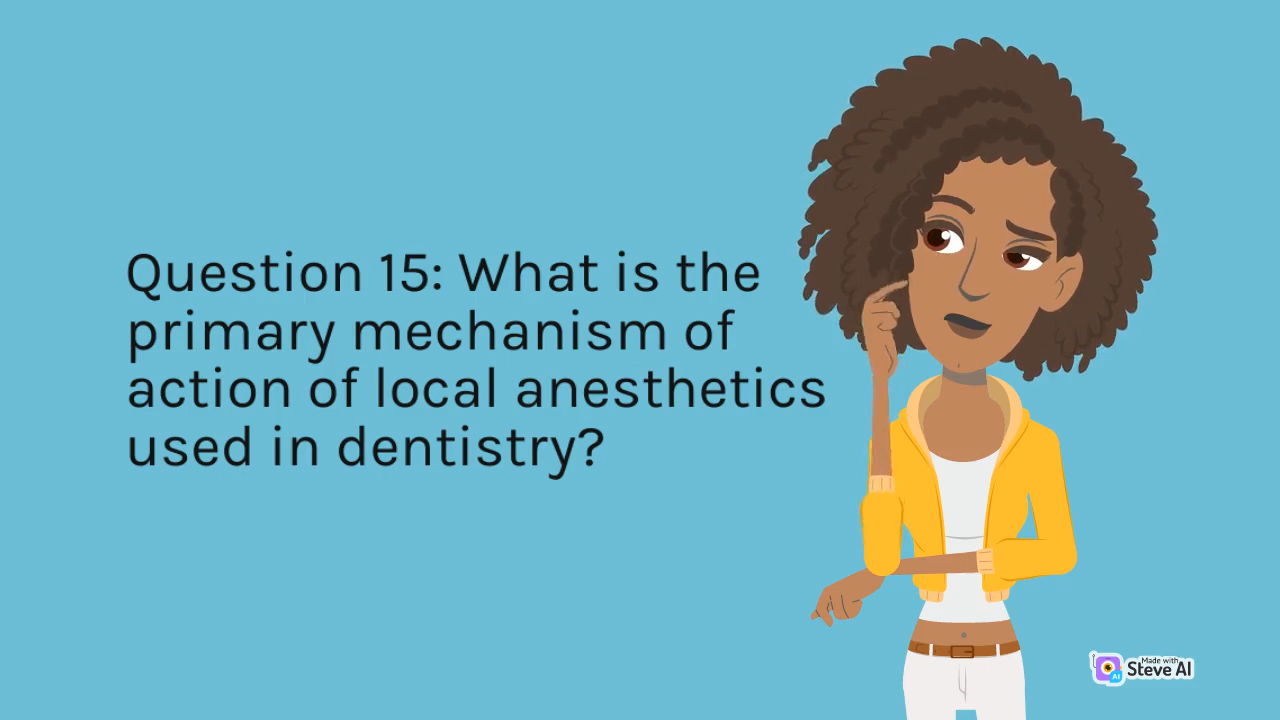 Question 15: What is the
primary mechanism of
action of local anesthetics
used in dentistry?
Made with
Steve AI
AI